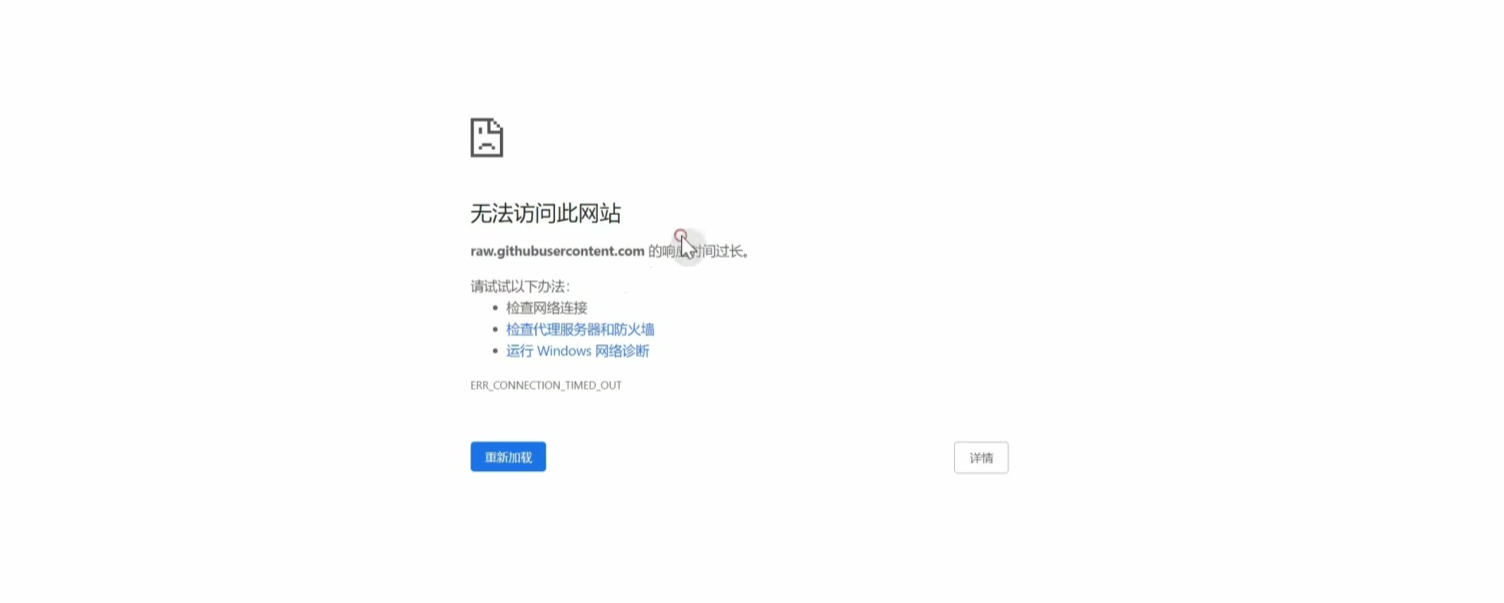 无法访问此网站
raw.githubusercontent.com 的响应时间过长。
请试试以下办法：
检查网络连接
检查代理服务器和防火墙
运行 Windows 网络诊断
ERR_CONNECTION_TIMED_OUT
重新加载
详情